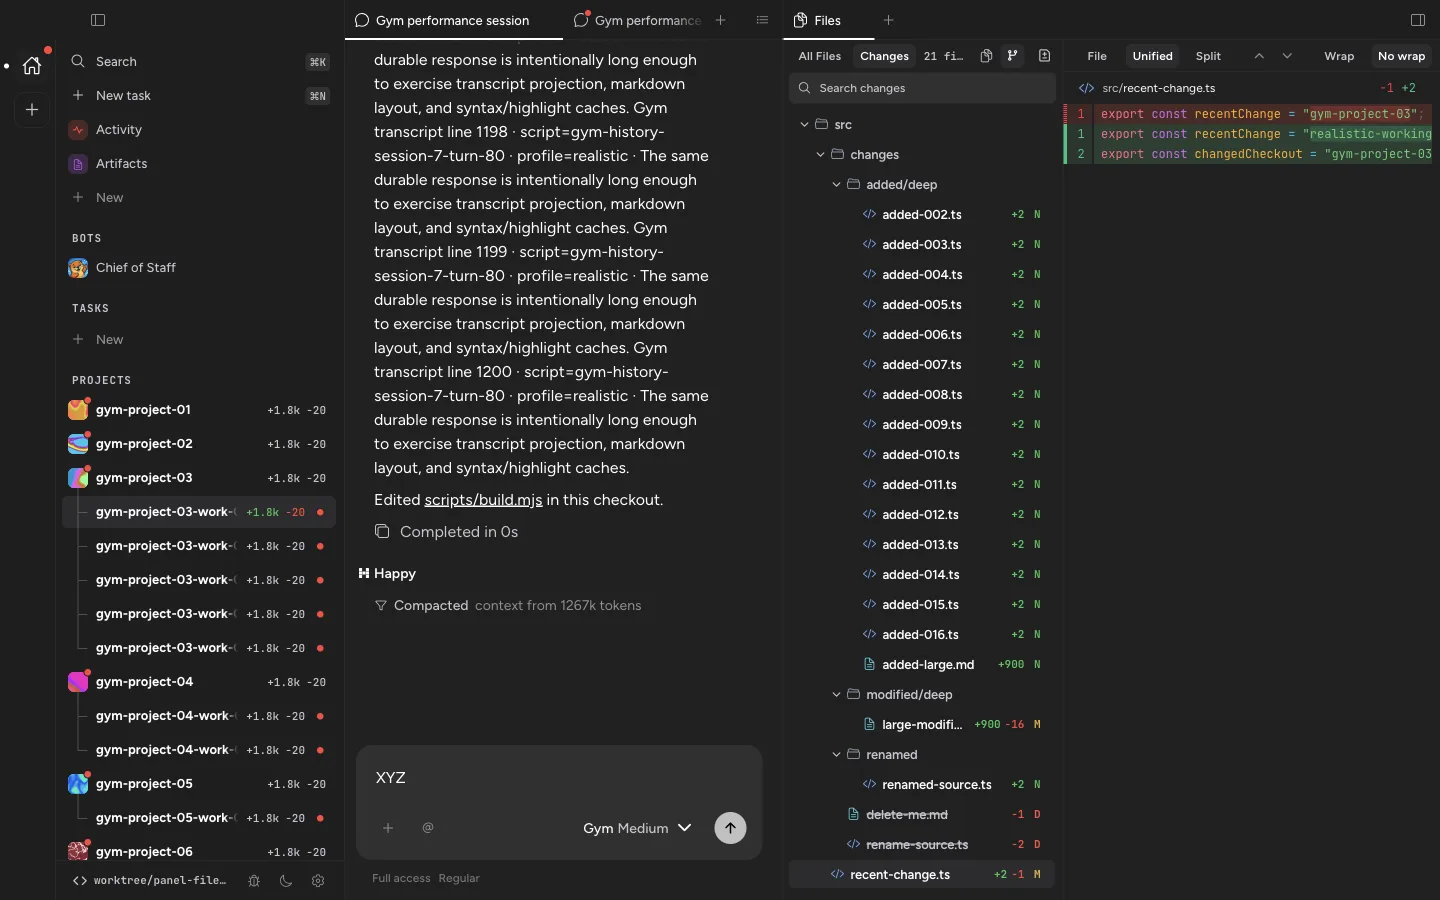 Gym performance session
Gym performance
Files
Search ⌘K
New task ⌘N
Activity
Artifacts
New
BOTS
Chief of Staff
TASKS
New
PROJECTS
gym-project-01 +1.8k -20
gym-project-02 +1.8k -20
gym-project-03 +1.8k -20
gym-project-03-work- +1.8k -20
gym-project-03-work- +1.8k -20
gym-project-03-work- +1.8k -20
gym-project-03-work- +1.8k -20
gym-project-03-work- +1.8k -20
gym-project-04 +1.8k -20
gym-project-04-work- +1.8k -20
gym-project-04-work- +1.8k -20
gym-project-05 +1.8k -20
gym-project-05-work- +1.8k -20
gym-project-06 +1.8k -20
worktree/panel-file…
durable response is intentionally long enough
to exercise transcript projection, markdown
layout, and syntax/highlight caches. Gym
transcript line 1198 · script=gym-history-
session-7-turn-80 · profile=realistic · The same
durable response is intentionally long enough
to exercise transcript projection, markdown
layout, and syntax/highlight caches. Gym
transcript line 1199 · script=gym-history-
session-7-turn-80 · profile=realistic · The same
durable response is intentionally long enough
to exercise transcript projection, markdown
layout, and syntax/highlight caches. Gym
transcript line 1200 · script=gym-history-
session-7-turn-80 · profile=realistic · The same
durable response is intentionally long enough
to exercise transcript projection, markdown
layout, and syntax/highlight caches.
Edited scripts/build.mjs in this checkout.
Completed in 0s
Happy
Compacted context from 1267k tokens
XYZ
@ Gym Medium
Full access Regular
All Files Changes 21 fi…
Search changes
src
changes
added/deep
added-002.ts +2 N
added-003.ts +2 N
added-004.ts +2 N
added-005.ts +2 N
added-006.ts +2 N
added-007.ts +2 N
added-008.ts +2 N
added-009.ts +2 N
added-010.ts +2 N
added-011.ts +2 N
added-012.ts +2 N
added-013.ts +2 N
added-014.ts +2 N
added-015.ts +2 N
added-016.ts +2 N
added-large.md +900 N
modified/deep
large-modifi… +900 -16 M
renamed
renamed-source.ts +2 N
delete-me.md -1 D
rename-source.ts -2 D
recent-change.ts +2 -1 M
File Unified Split Wrap No wrap
src/recent-change.ts -1 +2
1 export const recentChange = "gym-project-03";
1 export const recentChange = "realistic-working
2 export const changedCheckout = "gym-project-03